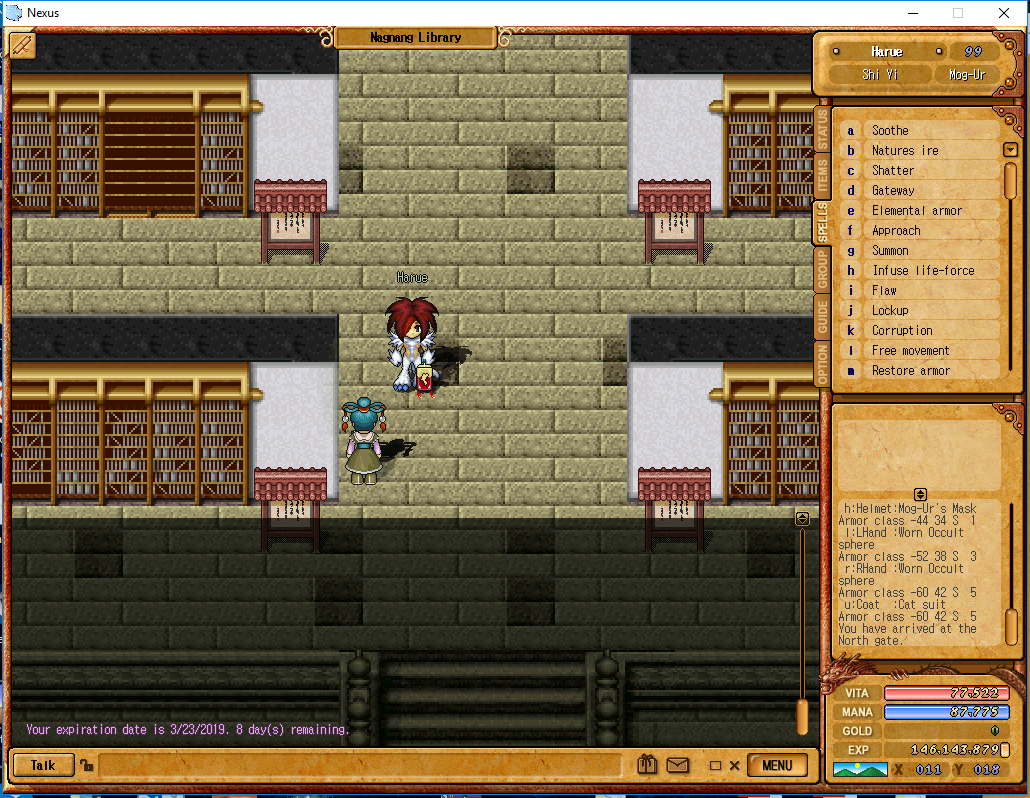 Nexus
Nagnang Library
Harue 99
Shi Yi Mog-Ur
STATUS
ITEMS
SPELLS
GROUP
GUIDE
OPTION
a Soothe
b Natures ire
c Shatter
d Gateway
e Elemental armor
f Approach
g Summon
h Infuse life-force
i Flaw
j Lockup
k Corruption
l Free movement
m Restore armor
Harue
h:Helmet:Mog-Ur's Mask
Armor class -44 34 S 1
l:LHand :Worn Occult
sphere
Armor class -52 38 S 3
r:RHand :Worn Occult
sphere
Armor class -60 42 S 5
u:Coat :Cat suit
Armor class -60 42 S 5
You have arrived at the
North gate.
VITA 77,522
MANA 87,775
GOLD 0
EXP 146,143,879
X 011 Y 018
Your expiration date is 3/23/2019. 8 day(s) remaining.
Talk
MENU